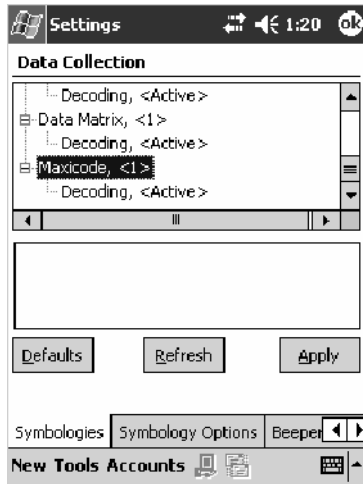 Settings 1:20 ok
Data Collection
Decoding, <Active>
Data Matrix, <1>
Decoding, <Active>
Maxicode, <1>
Decoding, <Active>
Defaults Refresh Apply
Symbologies Symbology Options Beeper
New Tools Accounts